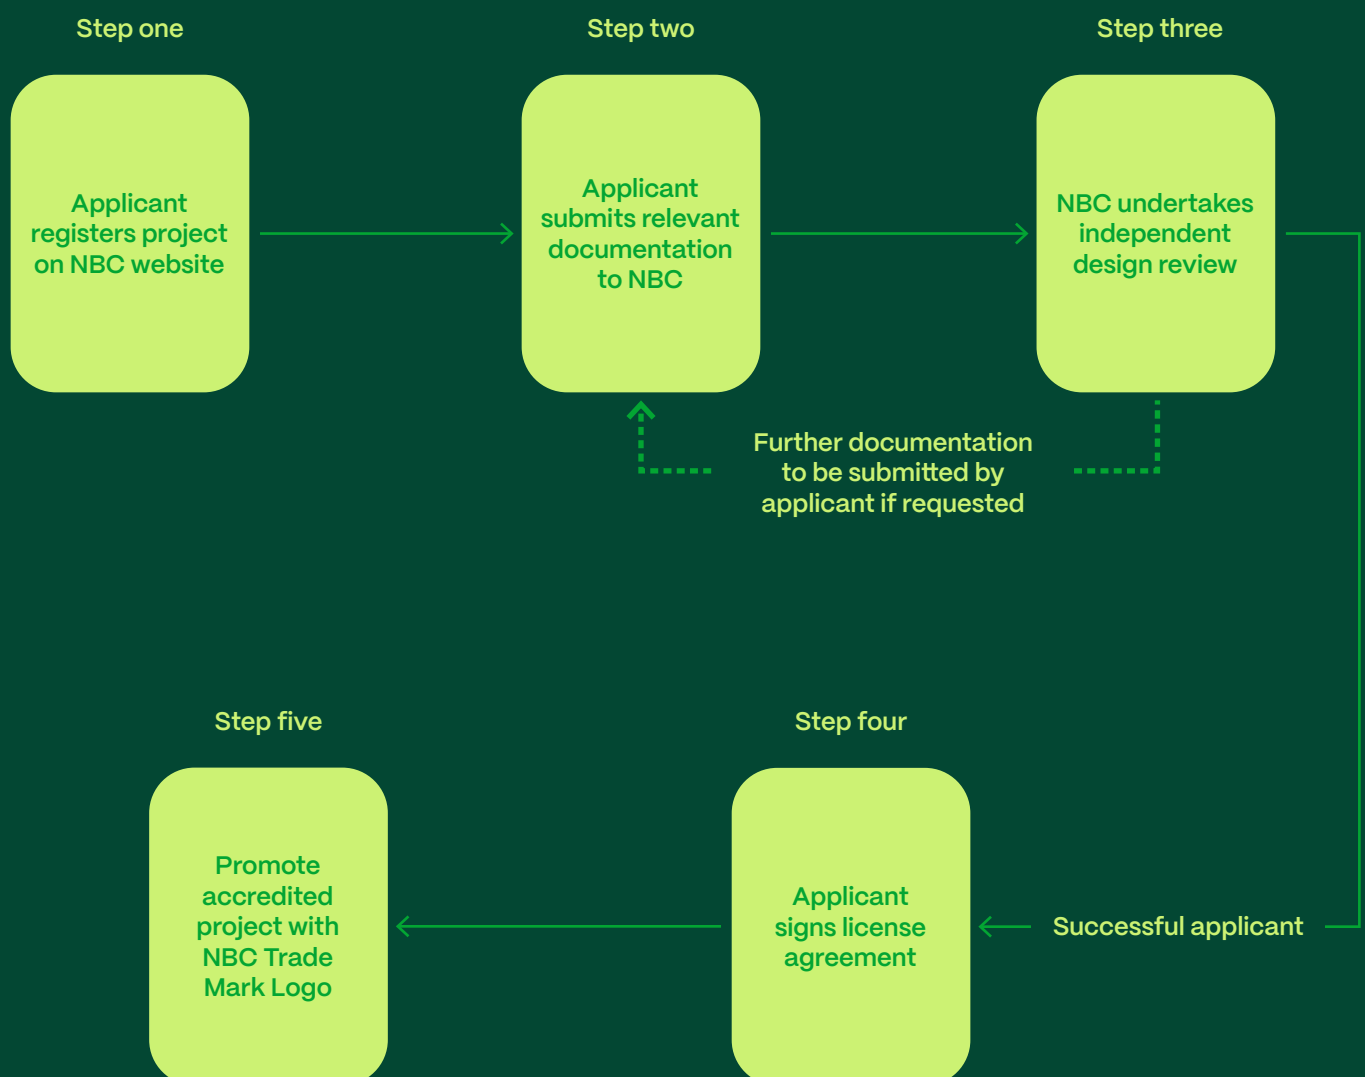 Step one
Applicant
registers project
on NBC website
Step two
Applicant
submits relevant
documentation
to NBC
Step three
NBC undertakes
independent
design review
Further documentation
to be submitted by
applicant if requested
Successful applicant
Step four
Applicant
signs license
agreement
Step five
Promote
accredited
project with
NBC Trade
Mark Logo